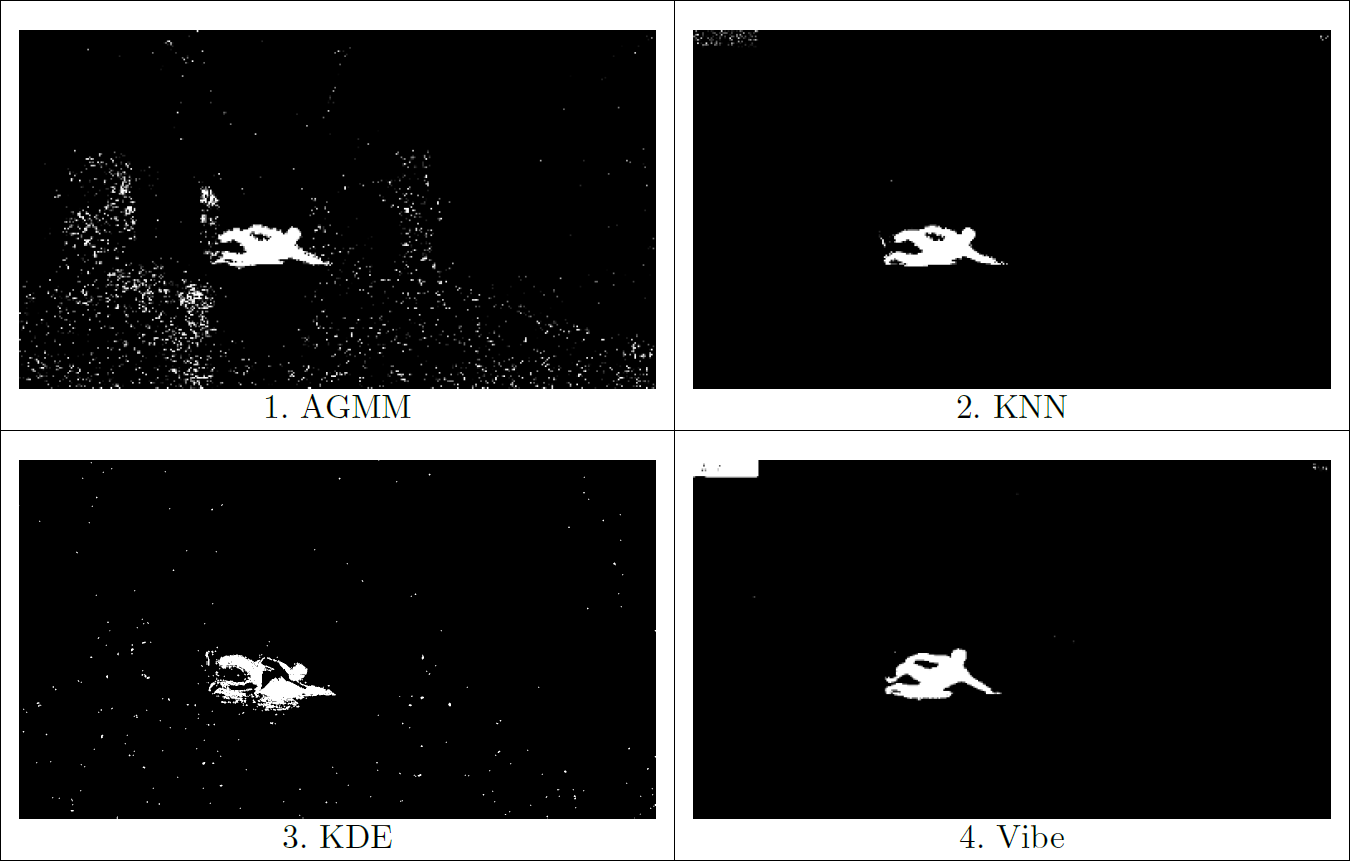 1. AGMM
2. KNN
3. KDE
4. Vibe